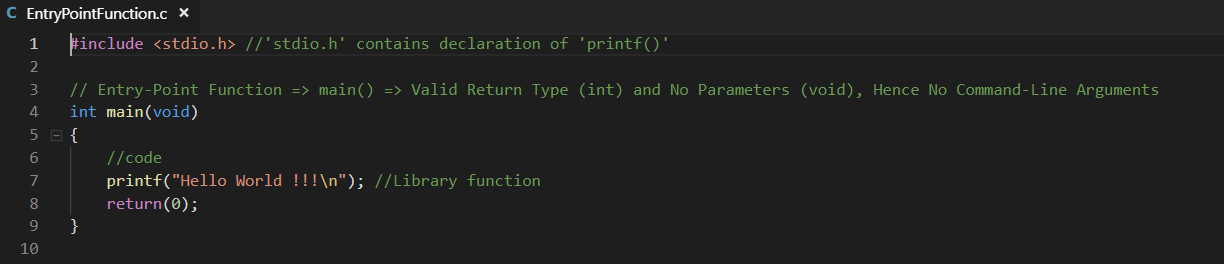 C EntryPointFunction.c ×
1 #include <stdio.h> //'stdio.h' contains declaration of 'printf()'
2
3 // Entry-Point Function => main() => Valid Return Type (int) and No Parameters (void), Hence No Command-Line Arguments
4 int main(void)
5 {
6 //code
7 printf("Hello World !!!\n"); //Library function
8 return(0);
9 }
10